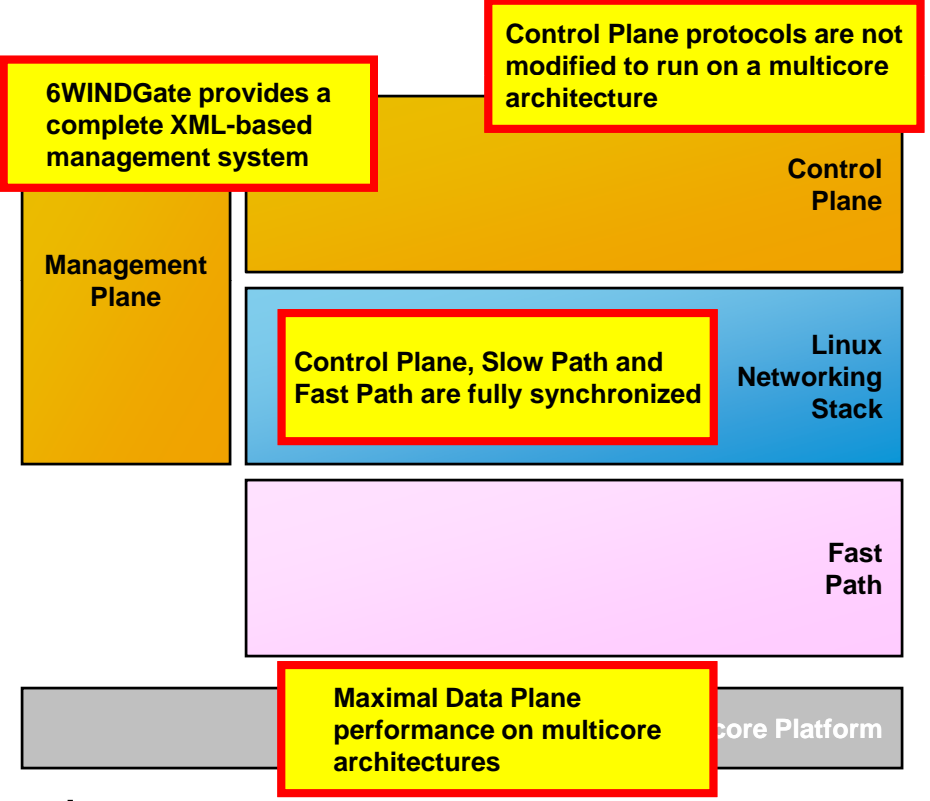 Control Plane protocols are not
modified to run on a multicore
architecture
6WINDGate provides a
complete XML-based
management system
Control
Plane
Management
Plane
Control Plane, Slow Path and
Fast Path are fully synchronized
Linux
Networking
Stack
Fast
Path
Maximal Data Plane
performance on multicore
architectures
core Platform